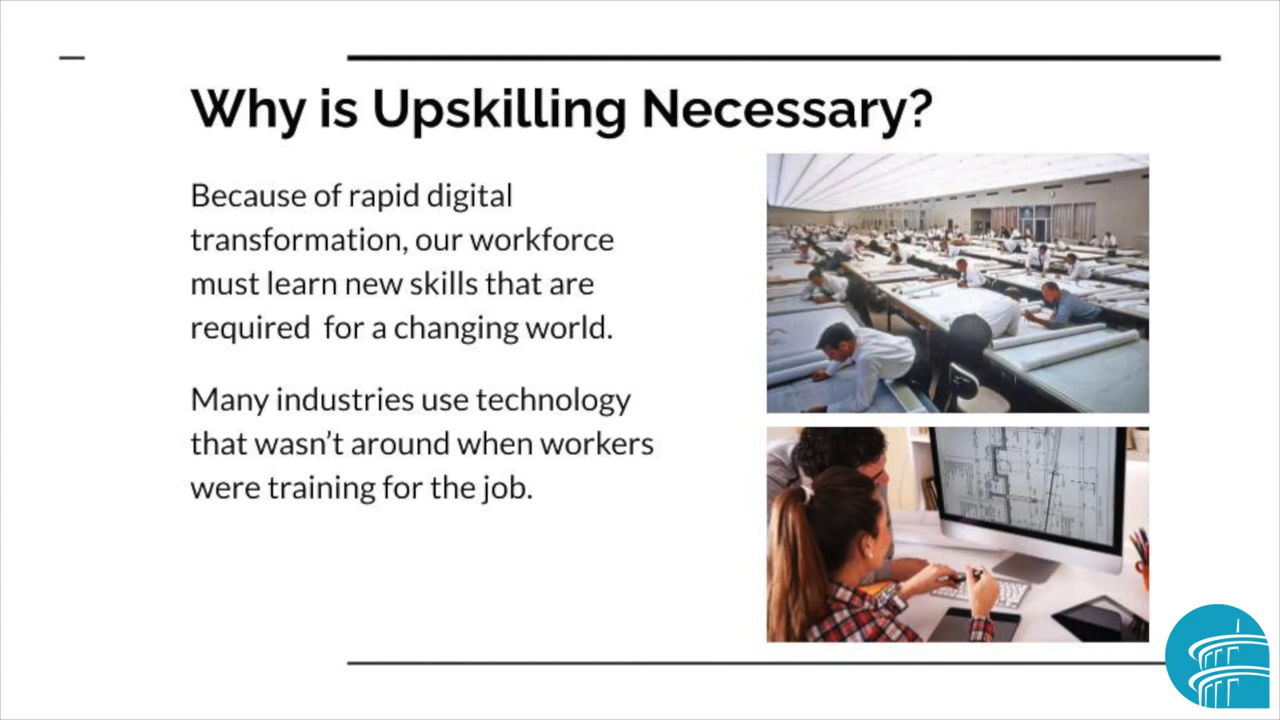 Why is Upskilling Necessary?
Because of rapid digital
transformation, our workforce
must learn new skills that are
required  for a changing world.
Many industries use technology
that wasn't around when workers
were training for the job.